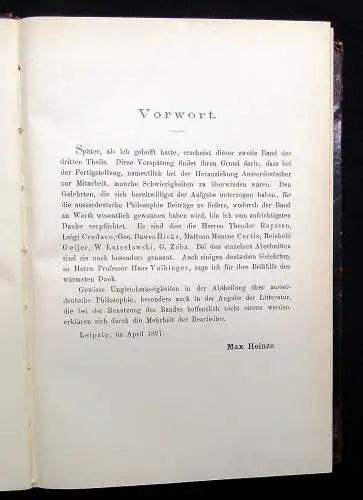 Vorwort.
Später, als ich gehofft hatte, erscheint dieser zweite Band des
dritten Theils. Diese Verspätung findet ihren Grund darin, dass bei
der Fertigstellung, namentlich bei der Heranziehung Ausserdeutscher
zur Mitarbeit, manche Schwierigkeiten zu überwinden waren. Den
Gelehrten, die sich bereitwilligst der Aufgabe unterzogen haben, für
die ausserdeutsche Philosophie Beiträge zu liefern, wodurch der Band
an Werth wesentlich gewonnen haben wird, bin ich von aufrichtigstem
Danke verpflichtet. Es sind dies die Herren Theodor Ruyssen,
Luigi Credaro, Geo. Dawes Hicks, Mattoon Monroe Curtis, Reinhold
Geijer, W. Lutosławski, G. Zába. Bei den einzelnen Abschnitten
sind sie noch besonders genannt. Auch einigen deutschen Gelehrten,
so Herrn Professor Hans Vaihinger, sage ich für ihre Beihülfe den
wärmsten Dank.
Gewisse Ungleichmässigkeiten in der Abtheilung über ausser-
deutsche Philosophie, besonders auch in der Angabe der Litteratur,
die bei der Benutzung des Bandes hoffentlich nicht stören werden,
erklären sich durch die Mehrheit der Bearbeiter.
Leipzig, im April 1897.
Max Heinze.